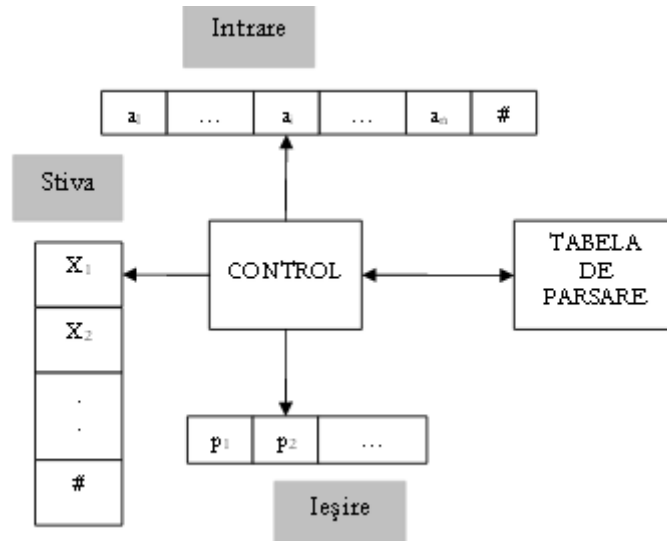 Intrare
a1 ... ai ... an #
Stiva
X1
X2
.
.
#
CONTROL
TABELA
DE
PARSARE
p1 p2 ...
Ieşire